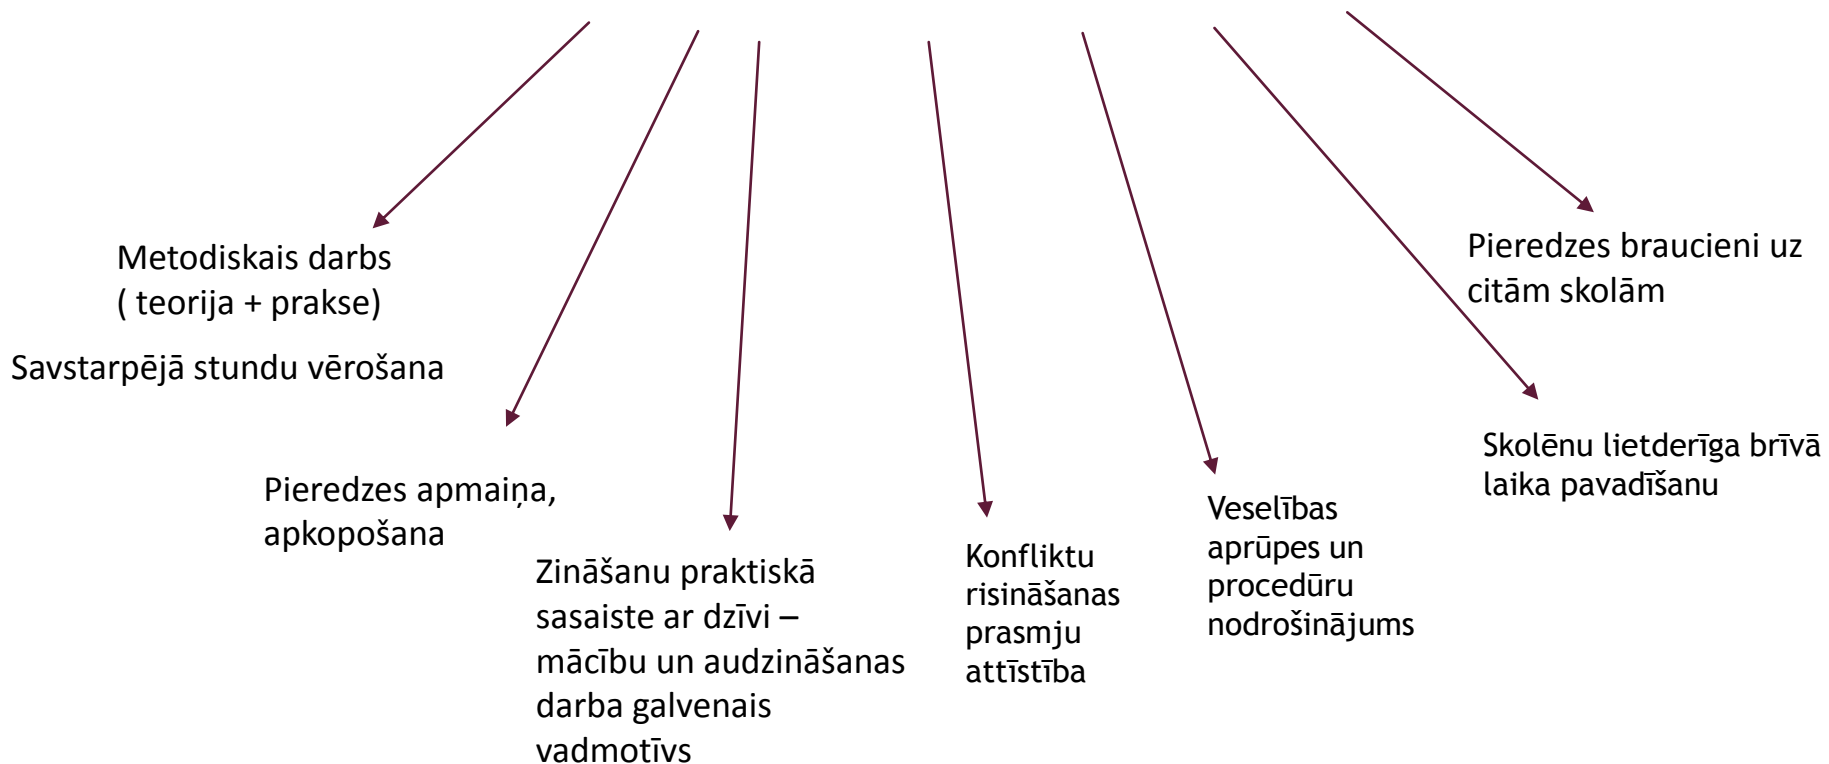 Metodiskais darbs
( teorija + prakse)
Savstarpējā stundu vērošana
Pieredzes apmaiņa,
apkopošana
Zināšanu praktiskā
sasaiste ar dzīvi –
mācību un audzināšanas
darba galvenais
vadmotīvs
Konfliktu
risināšanas
prasmju
attīstība
Veselības
aprūpes un
procedūru
nodrošinājums
Skolēnu lietderīga brīvā
laika pavadīšanu
Pieredzes braucieni uz
citām skolām